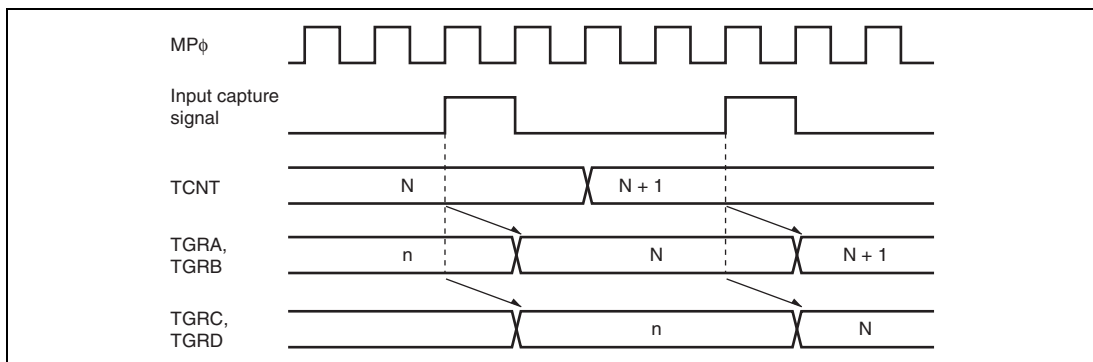 MPϕ
Input capture
signal
TCNT
N
N + 1
TGRA,
TGRB
n
N
N + 1
TGRC,
TGRD
n
N